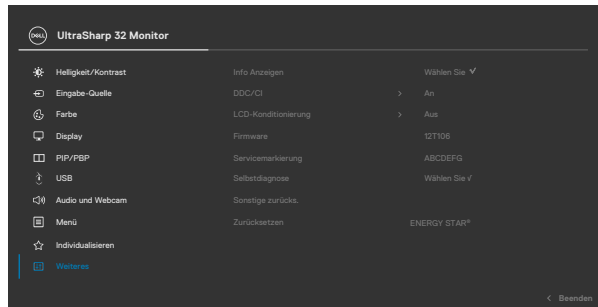 DELL UltraSharp 32 Monitor
Helligkeit/Kontrast Info Anzeigen Wählen Sie ✓
Eingabe-Quelle DDC/CI > An
Farbe LCD-Konditionierung > Aus
Display Firmware 12T106
PIP/PBP Servicemarkierung ABCDEFG
USB Selbstdiagnose Wählen Sie √
Audio und Webcam Sonstige zurücks.
Menü Zurücksetzen ENERGY STAR®
Individualisieren
Weiteres
< Beenden